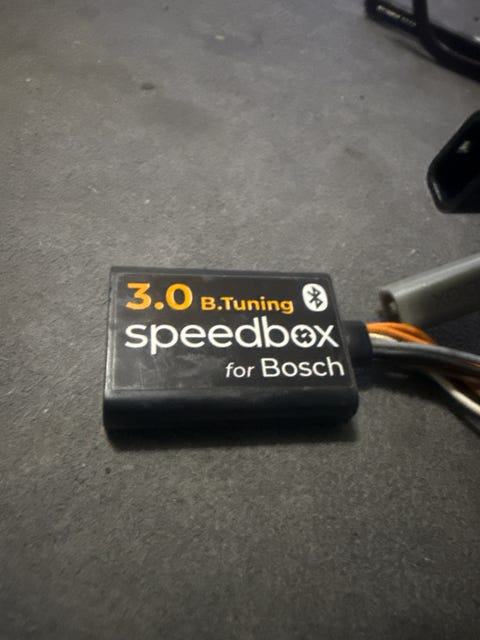 3.0 B.Tuning
speedbox
for Bosch